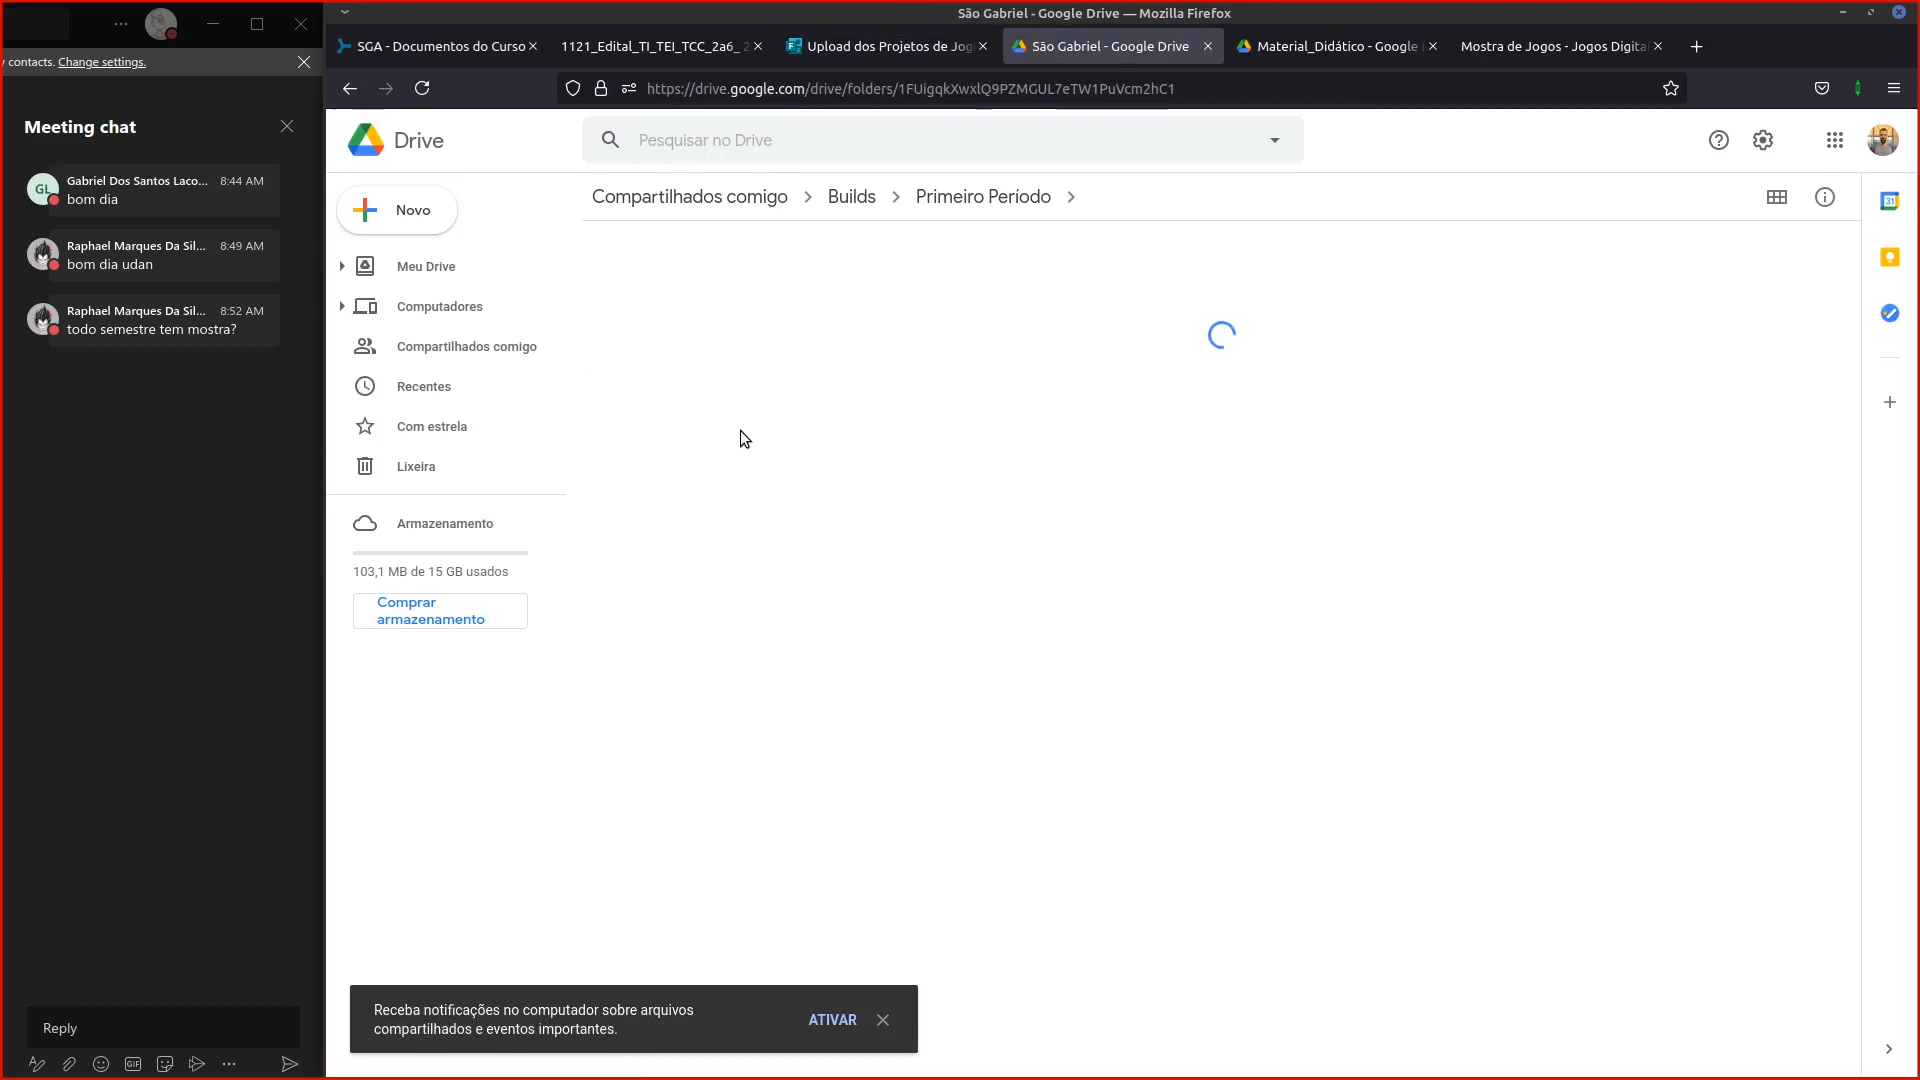 São Gabriel - Google Drive — Mozilla Firefox
SGA - Documentos do Curso
1121_Edital_TI_TEI_TCC_2a6_ 2
Upload dos Projetos de Jog
São Gabriel - Google Drive
Material_Didático - Google
Mostra de Jogos - Jogos Digita
https://drive.google.com/drive/folders/1FUigqkXwxlQ9PZMGUL7eTW1PuVcm2hC1
contacts. Change settings.
Meeting chat
GL
Gabriel Dos Santos Laco... 8:44 AM
bom dia
Raphael Marques Da Sil... 8:49 AM
bom dia udan
Raphael Marques Da Sil... 8:52 AM
todo semestre tem mostra?
Reply
GIF
Drive
Pesquisar no Drive
Novo
Meu Drive
Computadores
Compartilhados comigo
Recentes
Com estrela
Lixeira
Armazenamento
103,1 MB de 15 GB usados
Comprar
armazenamento
Compartilhados comigo
Builds
Primeiro Período
31
Receba notificações no computador sobre arquivos
compartilhados e eventos importantes.
ATIVAR